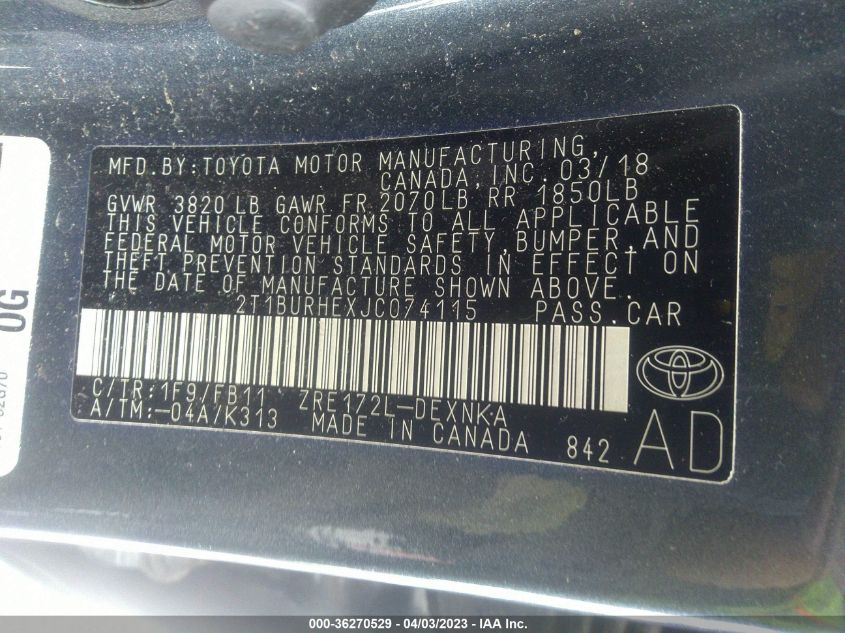 MFD.BY:TOYOTA MOTOR MANUFACTURING,
CANADA, INC. 03/18
GVWR 3820LB GAWR FR 2070LB RR 1850LB
THIS VEHICLE CONFORMS TO ALL APPLICABLE
FEDERAL MOTOR VEHICLE SAFETY, BUMPER, AND
THEFT PREVENTION STANDARDS IN EFFECT ON
THE DATE OF MANUFACTURE SHOWN ABOVE.
2T1BURHEXJC074115 PASS.CAR
C/TR:1F9/FB11 ZRE172L-DEXNKA
A/TM:-04A/K313 MADE IN CANADA 842 AD
OG
000-36270529 - 04/03/2023 - IAA Inc.